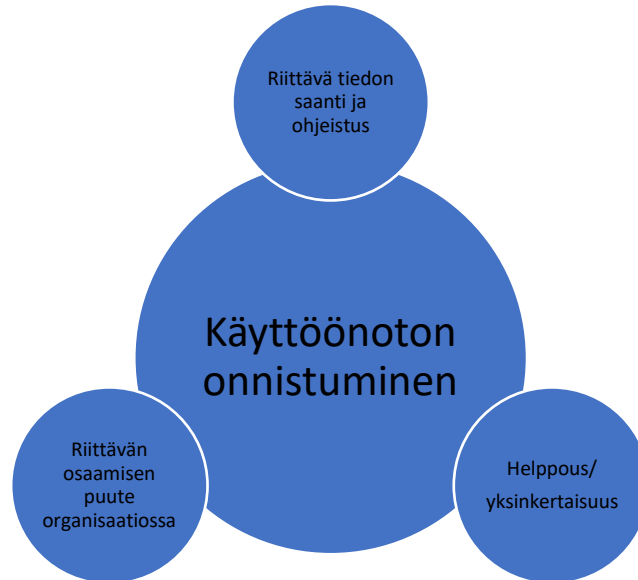 Riittävä tiedon
saanti ja
ohjeistus
Käyttöönoton
onnistuminen
Riittävän
osaamisen
puute
organisaatiossa
Helppous/
yksinkertaisuus